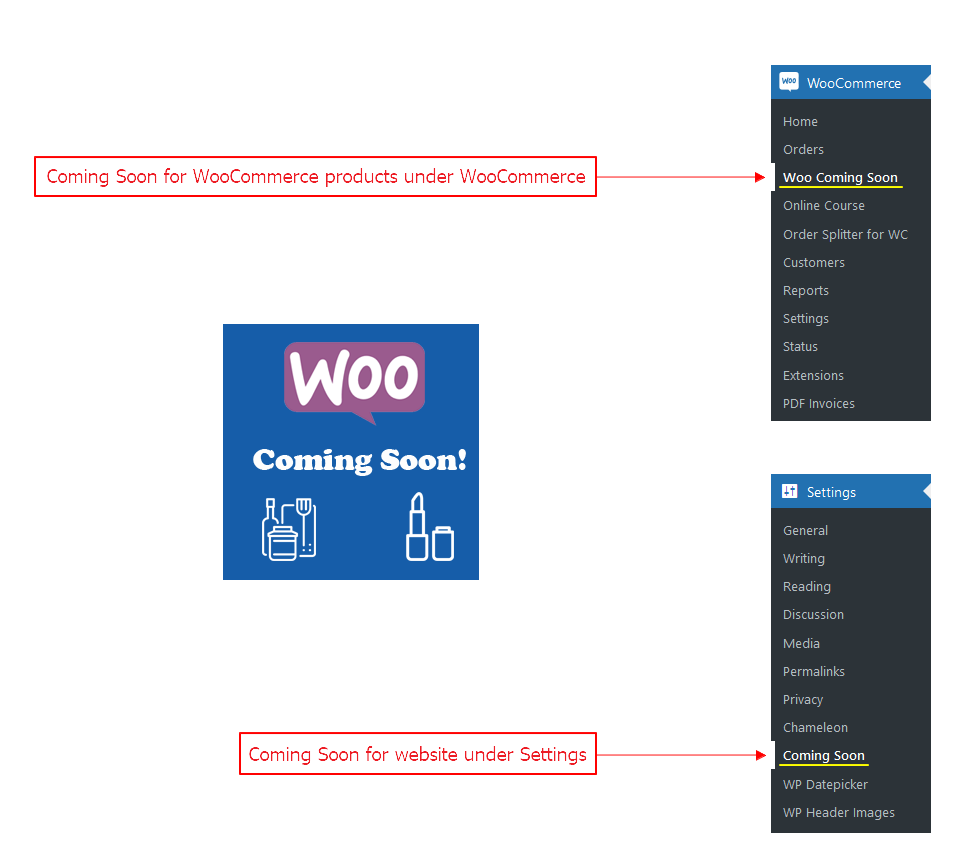 Woo WooCommerce
Home
Orders
Coming Soon for WooCommerce products under WooCommerce
Woo Coming Soon
Online Course
Order Splitter for WC
Customers
Reports
Settings
Status
Extensions
PDF Invoices
Woo
Coming Soon!
Settings
General
Writing
Reading
Discussion
Media
Permalinks
Privacy
Chameleon
Coming Soon for website under Settings
Coming Soon
WP Datepicker
WP Header Images